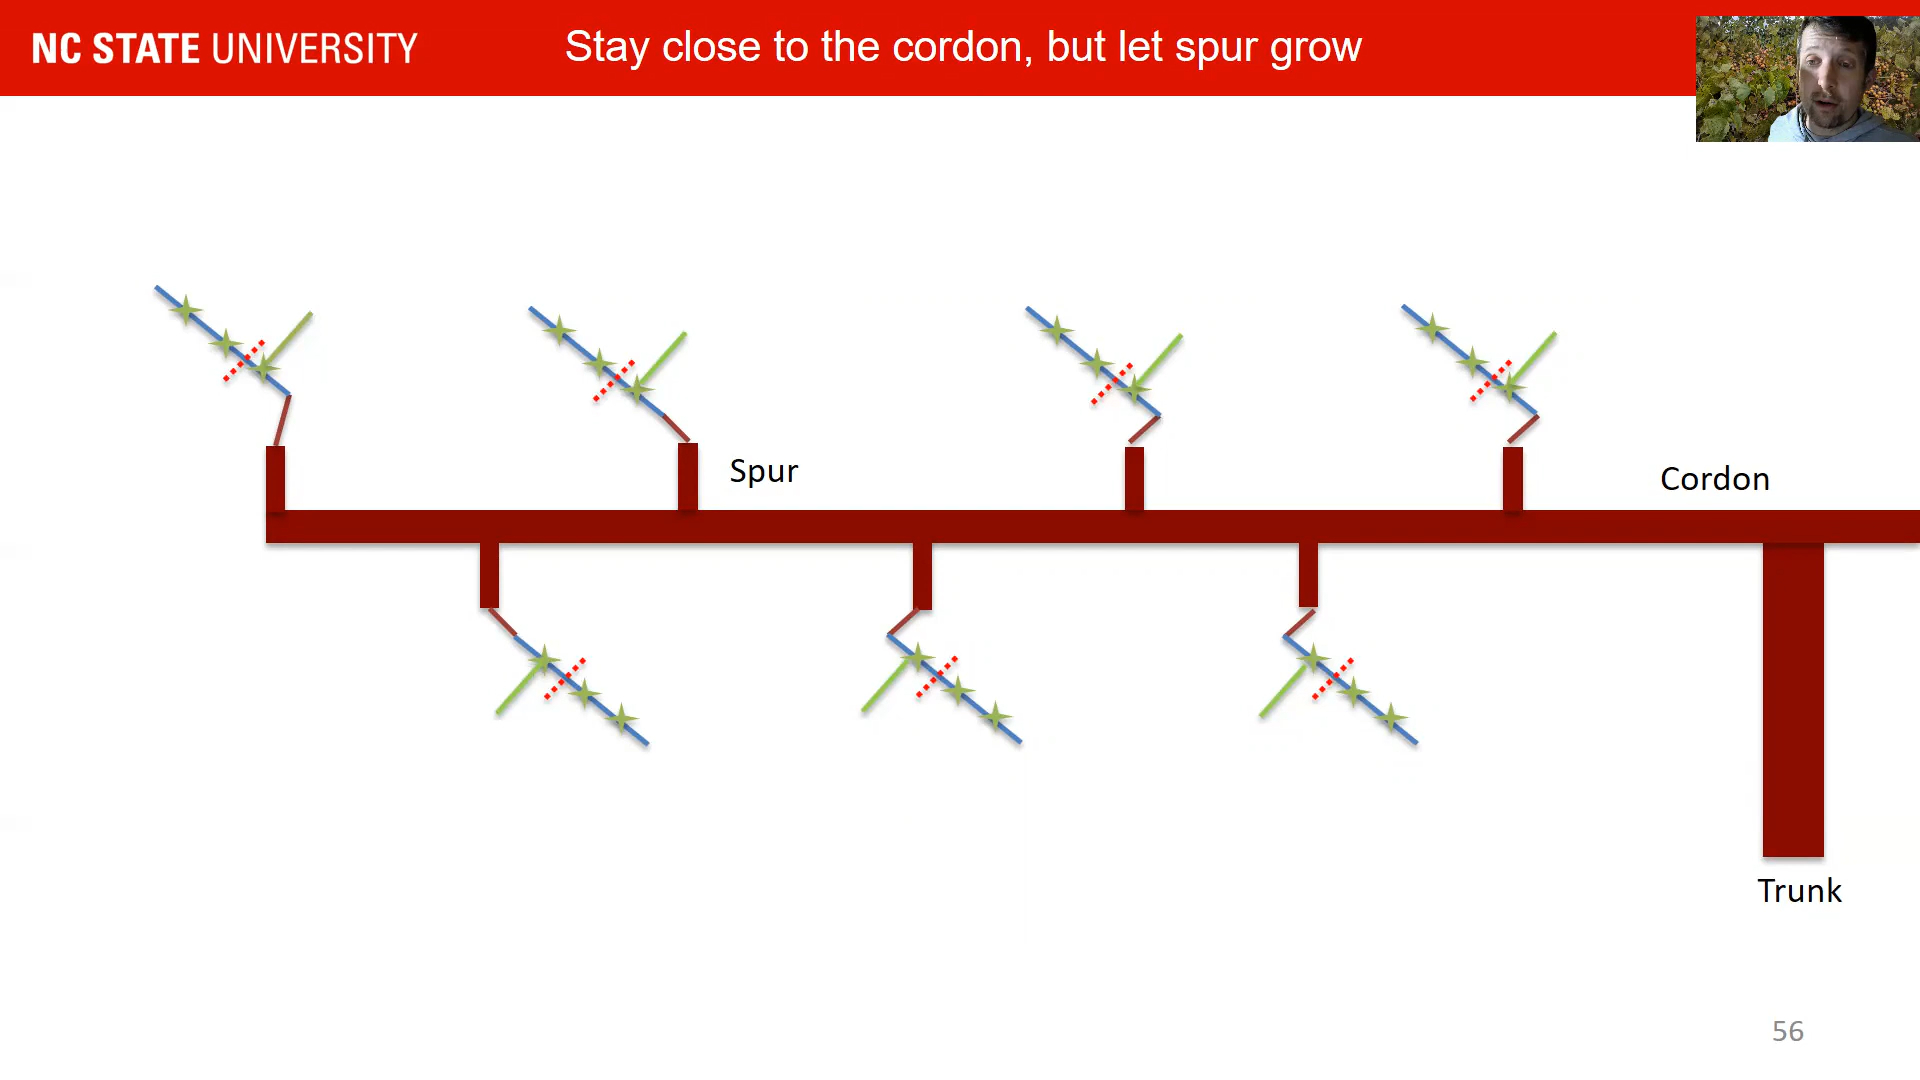 NC STATE UNIVERSITY
Stay close to the cordon, but let spur grow
Spur
Cordon
Trunk
56